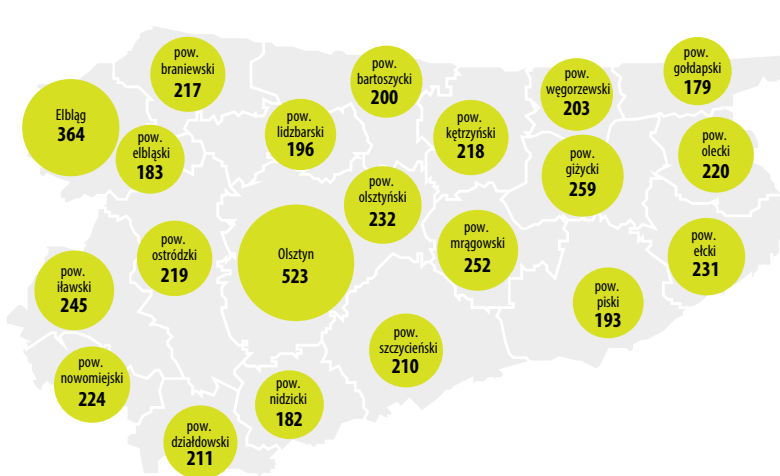 pow.
braniewski
217
pow.
bartoszycki
200
pow.
gołdapski
179
pow.
węgorzewski
203
Elbląg
364
pow.
elbląski
183
pow.
lidzbarski
196
pow.
kętrzyński
218
pow.
olecki
220
pow.
giżycki
259
pow.
olsztyński
232
pow.
ostródzki
219
Olsztyn
523
pow.
mrągowski
252
pow.
ełcki
231
pow.
iławski
245
pow.
piski
193
pow.
szczycieński
210
pow.
nowomiejski
224
pow.
nidzicki
182
pow.
działdowski
211